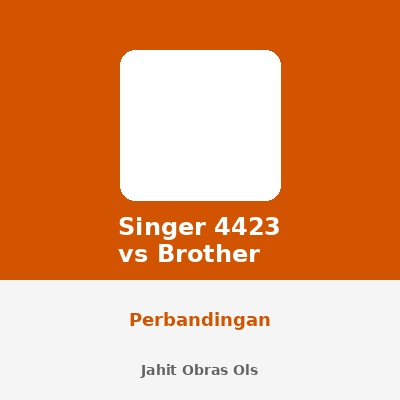 Singer 4423
vs Brother
Perbandingan
Jahit Obras Ols